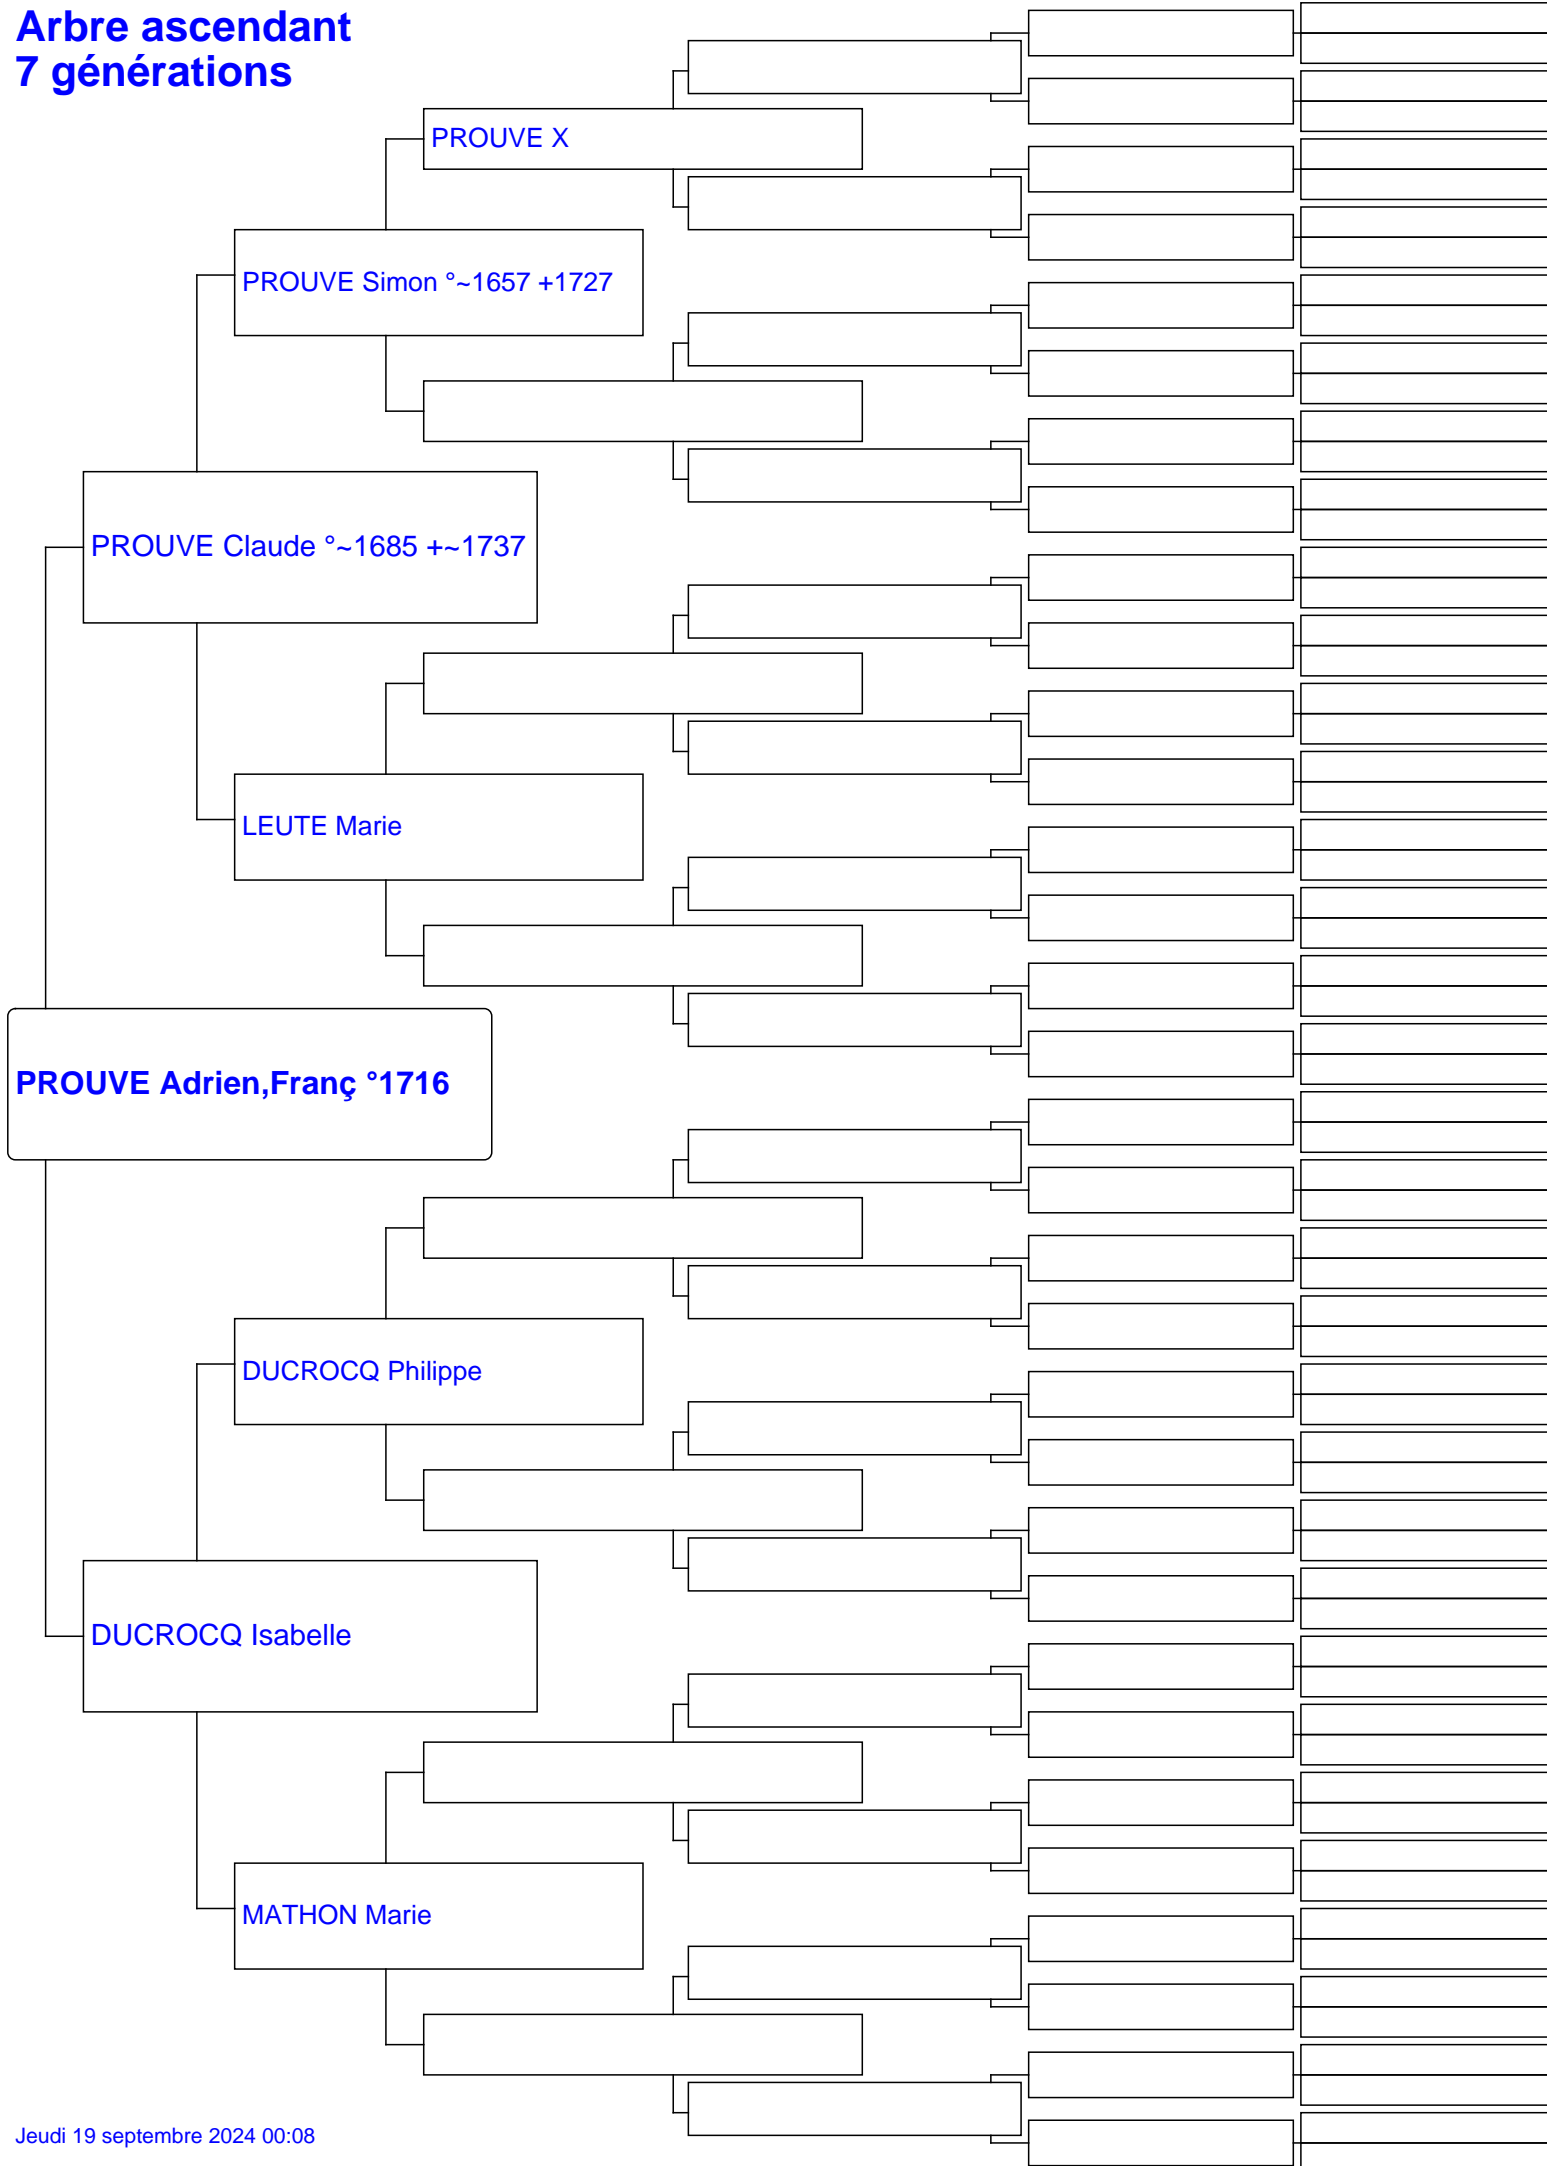 Arbre ascendant
7 générations
PROUVE X
PROUVE Simon °~1657 +1727
PROUVE Claude °~1685 +~1737
LEUTE Marie
PROUVE Adrien,Franç °1716
DUCROCQ Philippe
DUCROCQ Isabelle
MATHON Marie
Jeudi 19 septembre 2024 00:08